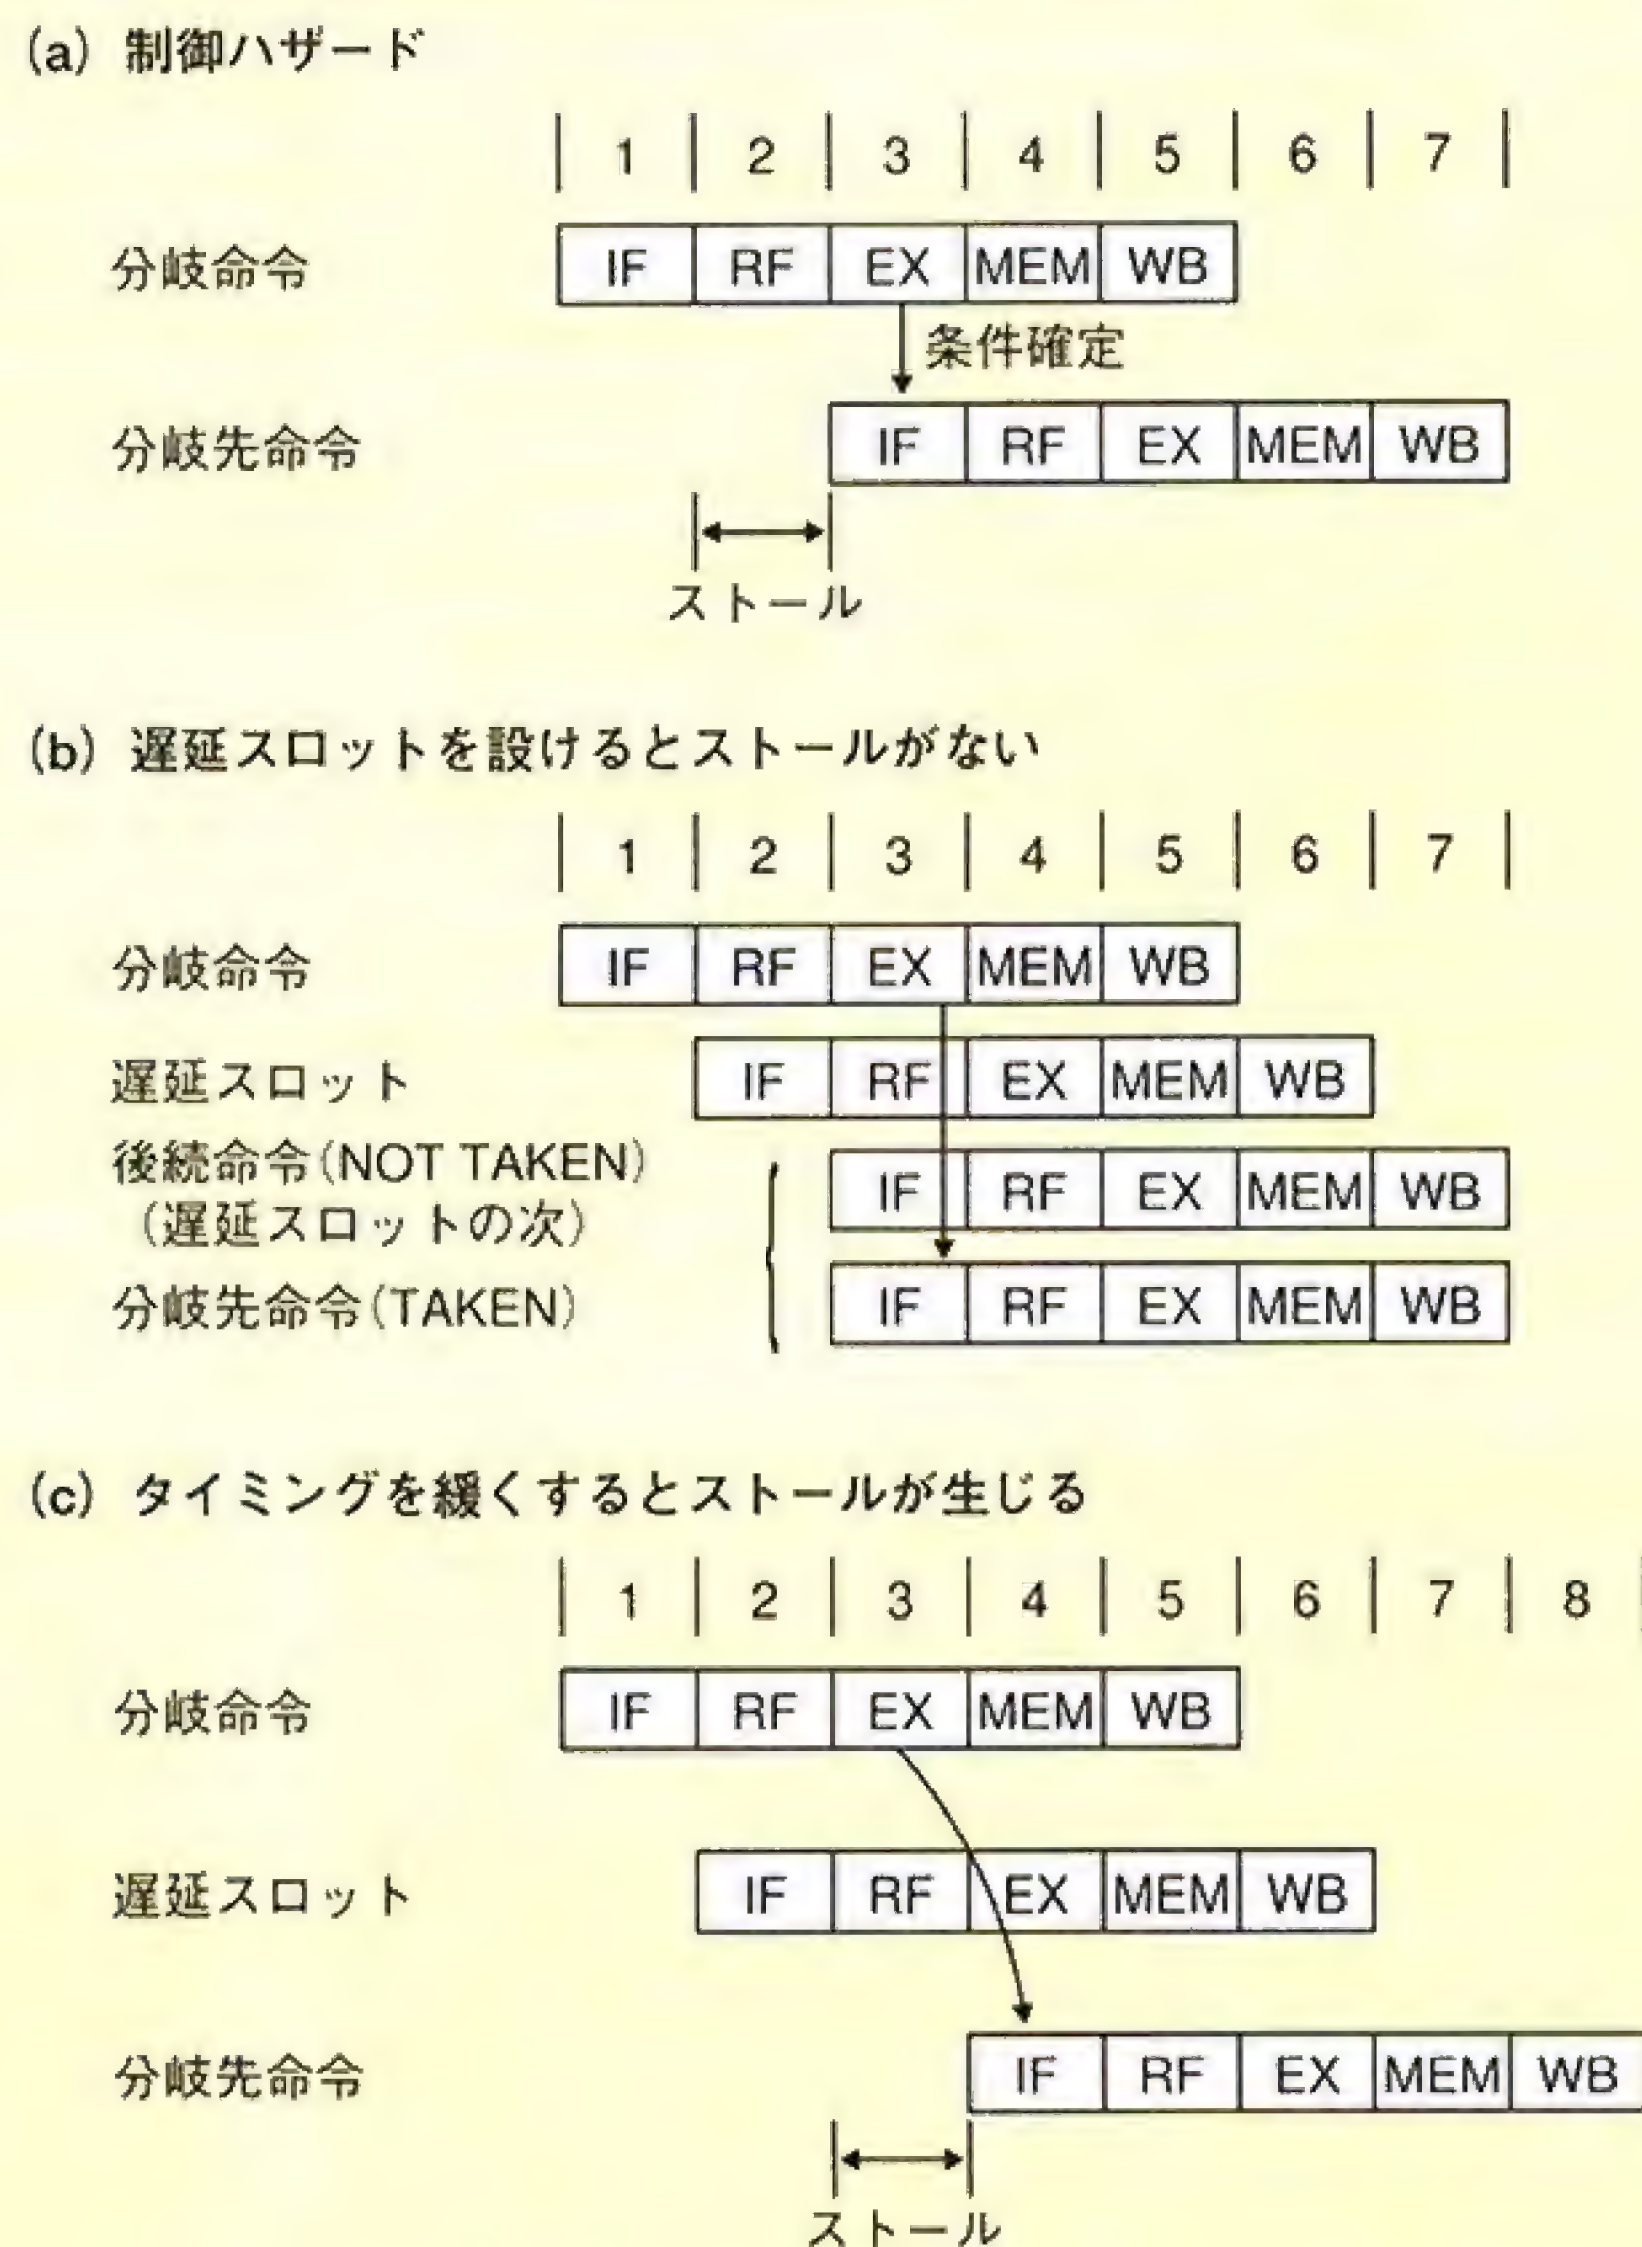 (a) 制御ハザード
1 2 3 4 5 6 7
分岐命令 IF RF EX MEM WB
条件確定
分岐先命令 IF RF EX MEM WB
ストール
(b) 遅延スロットを設けるとストールがない
1 2 3 4 5 6 7
分岐命令 IF RF EX MEM WB
遅延スロット IF RF EX MEM WB
後続命令(NOT TAKEN) IF RF EX MEM WB
(遅延スロットの次)
分岐先命令(TAKEN) IF RF EX MEM WB
(c) タイミングを緩くするとストールが生じる
1 2 3 4 5 6 7 8
分岐命令 IF RF EX MEM WB
遅延スロット IF RF EX MEM WB
分岐先命令 IF RF EX MEM WB
ストール